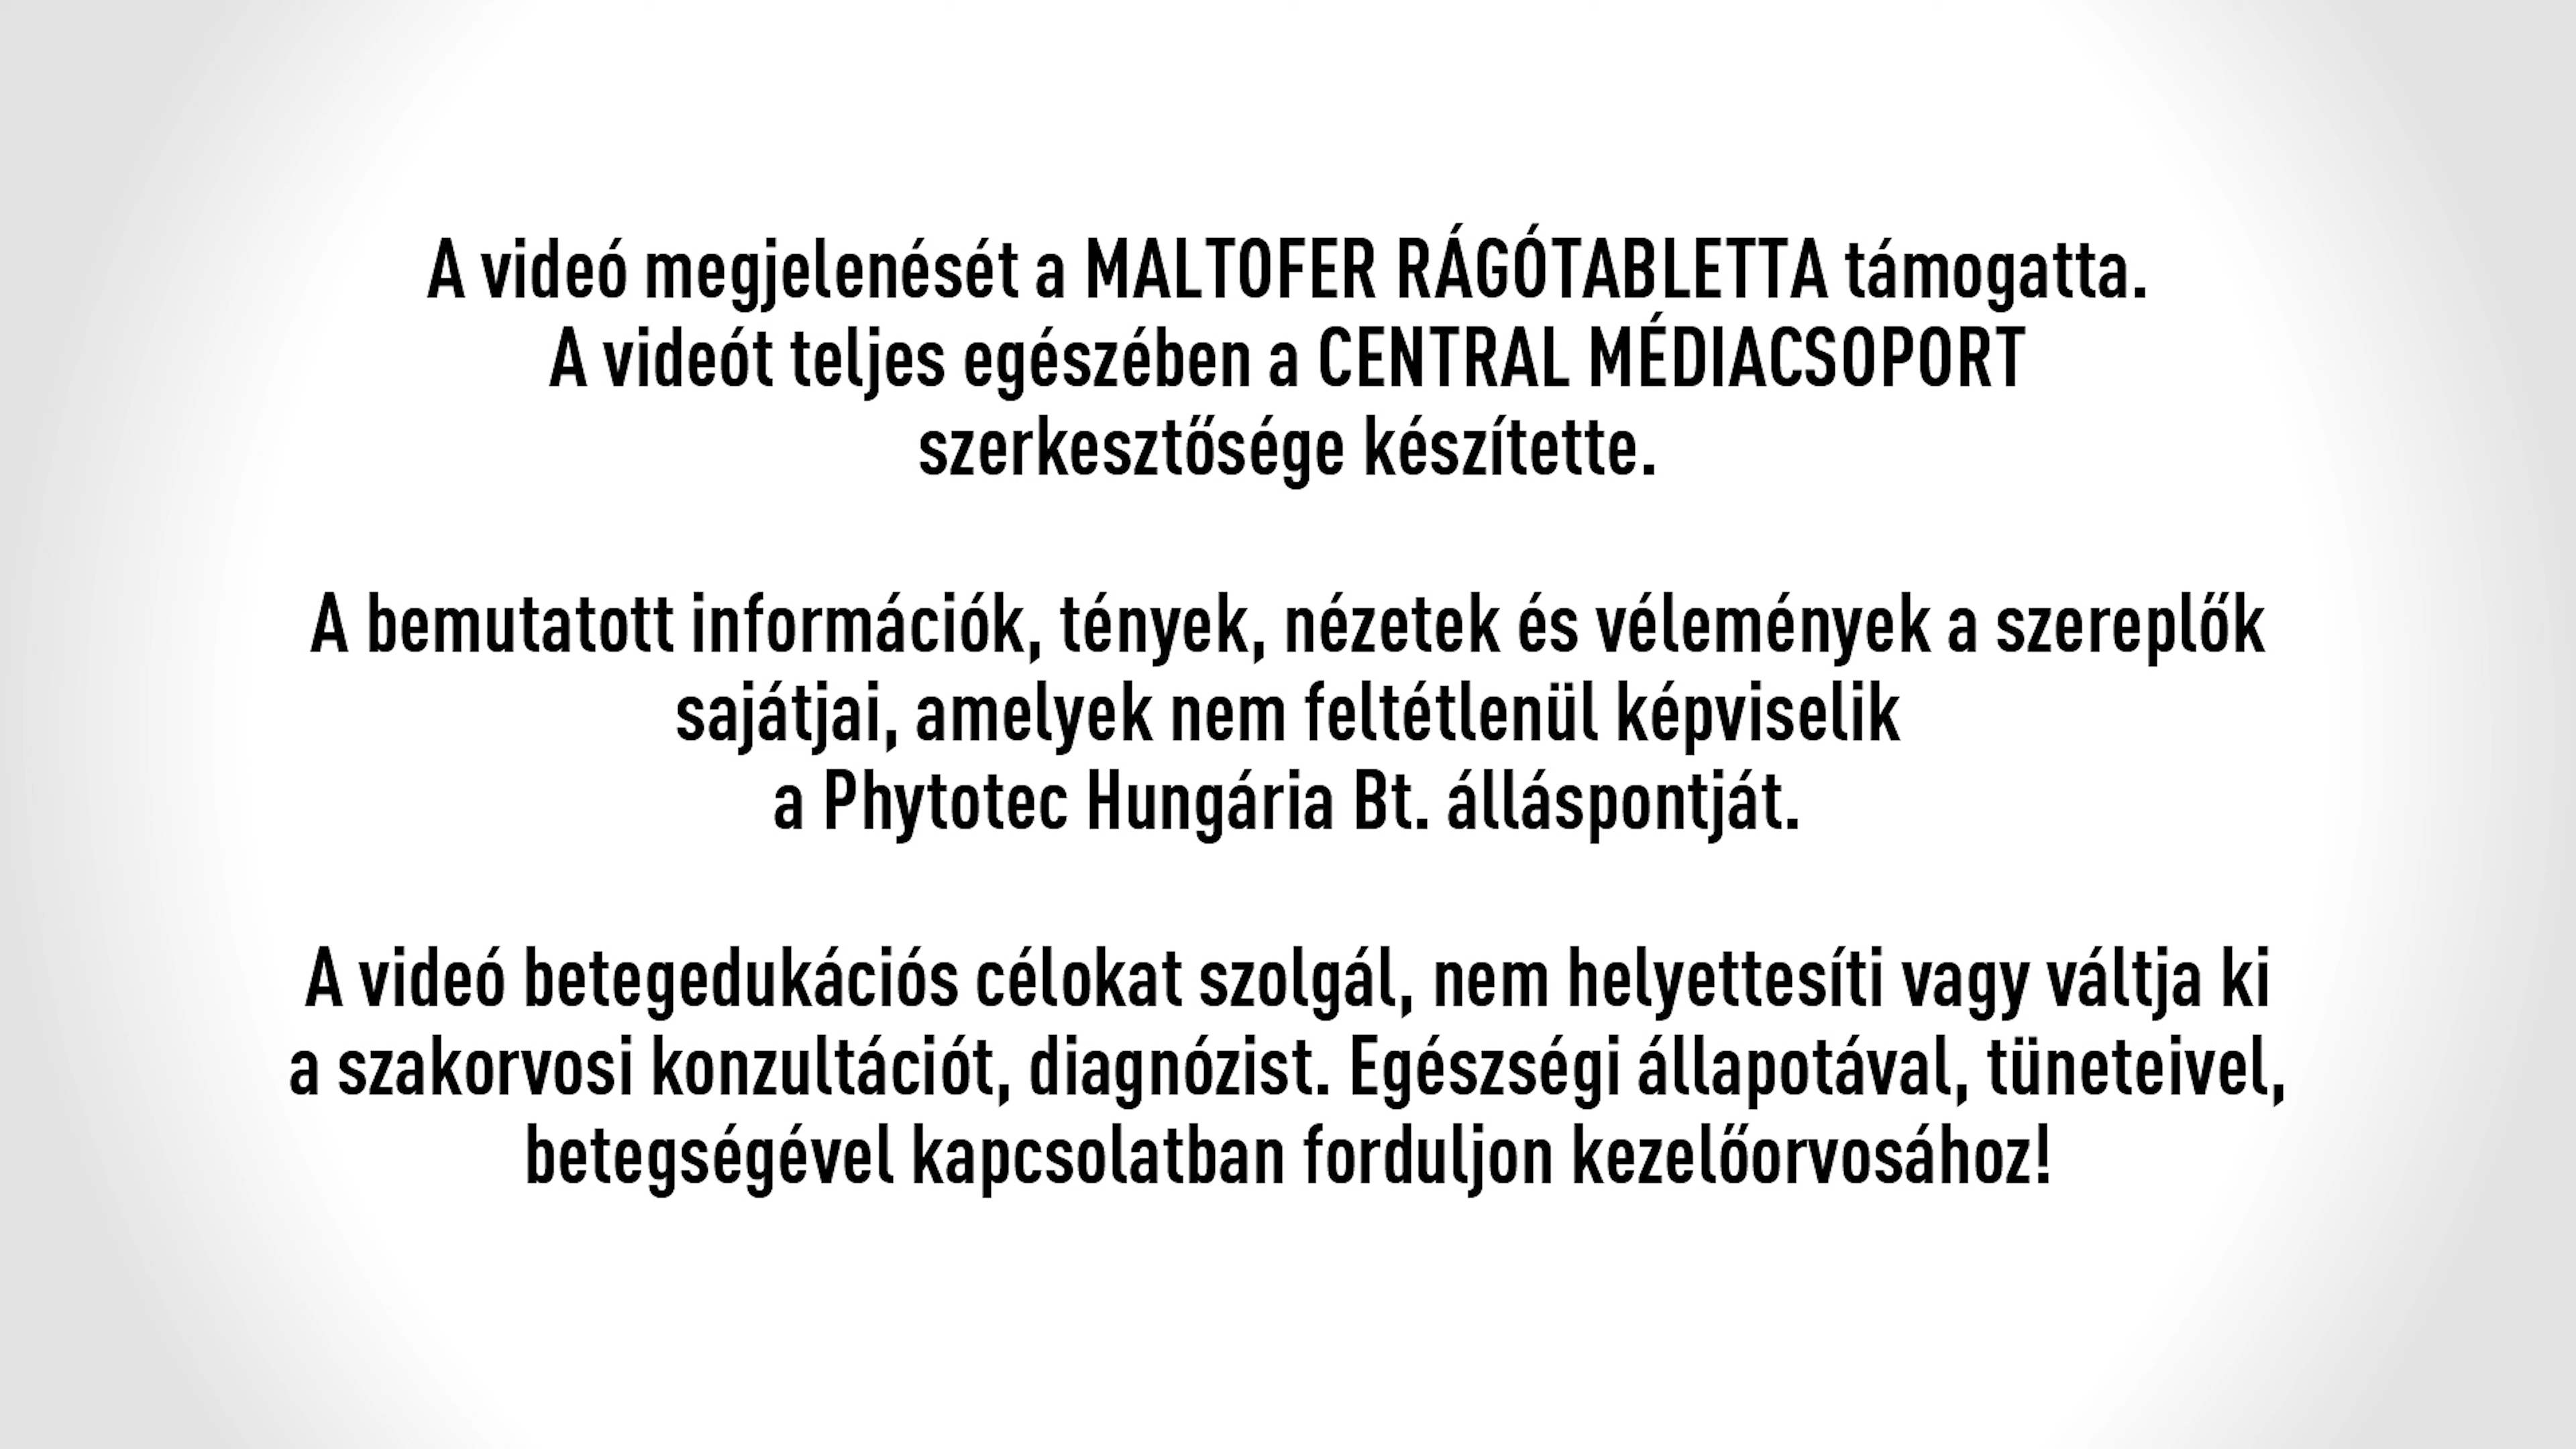 A videó megjelenését a MALTOFER RÁGÓTABLETTA támogatta.
A videót teljes egészében a CENTRAL MÉDIACSOPORT
szerkesztősége készítette.
A bemutatott információk, tények, nézetek és vélemények a szereplők
sajátjai, amelyek nem feltétlenül képviselik
a Phytotec Hungária Bt. álláspontját.
A videó betegedukációs célokat szolgál, nem helyettesíti vagy váltja ki
a szakorvosi konzultációt, diagnózist. Egészségi állapotával, tüneteivel,
betegségével kapcsolatban forduljon kezelőorvosához!